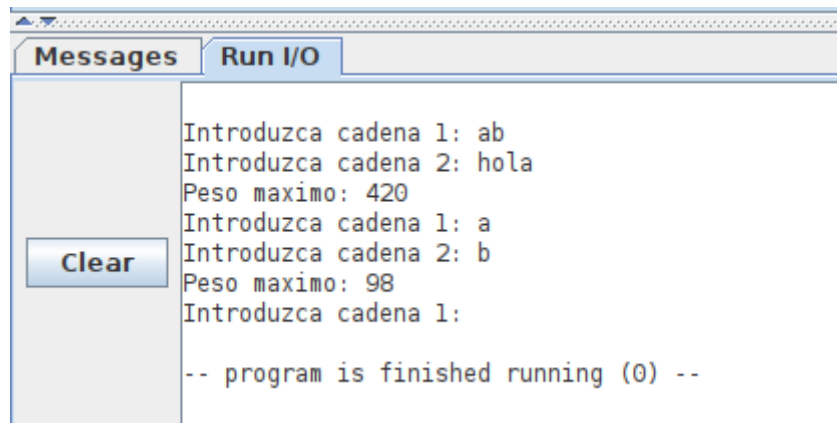 Messages Run I/O
Introduzca cadena 1: ab
Introduzca cadena 2: hola
Peso maximo: 420
Introduzca cadena 1: a
Introduzca cadena 2: b
Clear
Peso maximo: 98
Introduzca cadena 1:
-- program is finished running (0) --